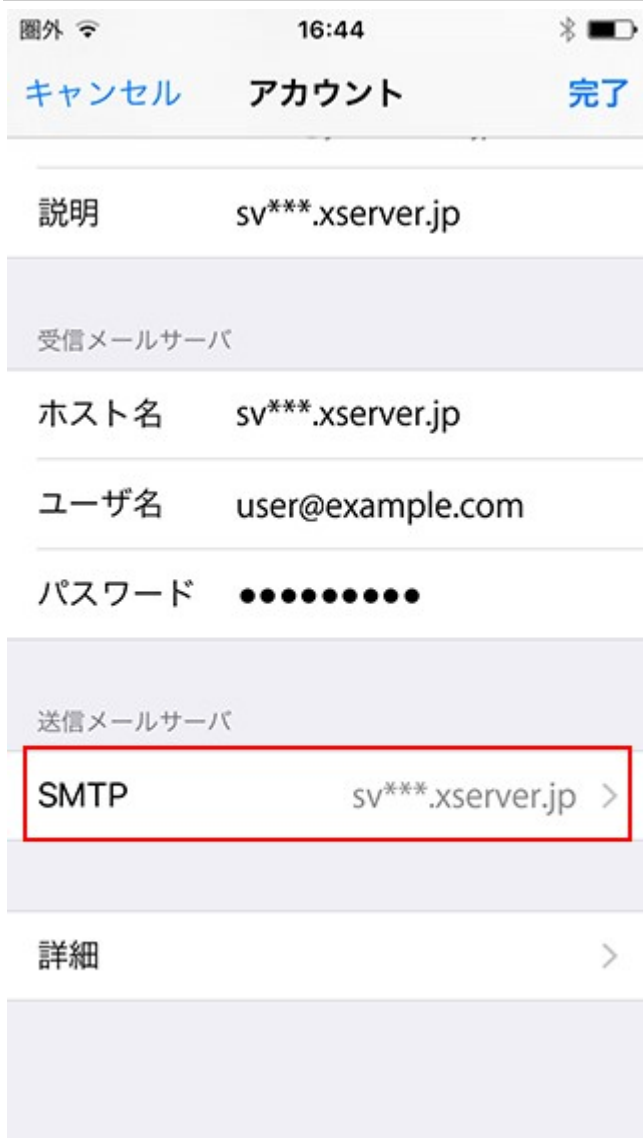 圏外 16:44
キャンセル アカウント 完了
説明 sv***.xserver.jp
受信メールサーバ
ホスト名 sv***.xserver.jp
ユーザ名 user@example.com
パスワード ●●●●●●●●●
送信メールサーバ
SMTP sv***.xserver.jp >
詳細 >